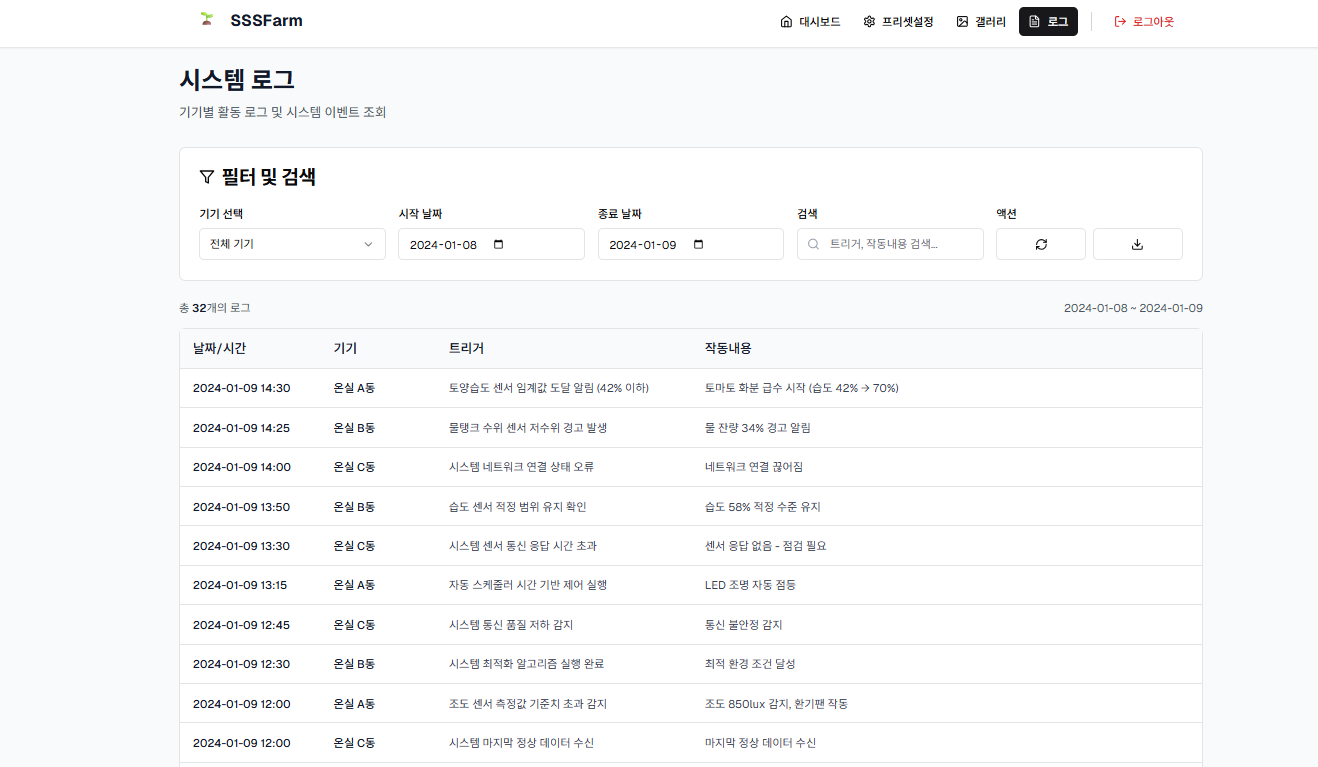 SSSFarm 대시보드 프리셋설정 갤러리 로그 로그아웃
시스템 로그
기기별 활동 로그 및 시스템 이벤트 조회
필터 및 검색
기기 선택 시작 날짜 종료 날짜 검색 액션
전체 기기 2024-01-08 2024-01-09 트리거, 작동내용 검색...
총 32개의 로그 2024-01-08 ~ 2024-01-09
날짜/시간 기기 트리거 작동내용
2024-01-09 14:30 온실 A동 토양습도 센서 임계값 도달 알림 (42% 이하) 토마토 화분 급수 시작 (습도 42% → 70%)
2024-01-09 14:25 온실 B동 물탱크 수위 센서 저수위 경고 발생 물 잔량 34% 경고 알림
2024-01-09 14:00 온실 C동 시스템 네트워크 연결 상태 오류 네트워크 연결 끊어짐
2024-01-09 13:50 온실 B동 습도 센서 적정 범위 유지 확인 습도 58% 적정 수준 유지
2024-01-09 13:30 온실 C동 시스템 센서 통신 응답 시간 초과 센서 응답 없음 - 점검 필요
2024-01-09 13:15 온실 A동 자동 스케줄러 시간 기반 제어 실행 LED 조명 자동 점등
2024-01-09 12:45 온실 C동 시스템 통신 품질 저하 감지 통신 불안정 감지
2024-01-09 12:30 온실 B동 시스템 최적화 알고리즘 실행 완료 최적 환경 조건 달성
2024-01-09 12:00 온실 A동 조도 센서 측정값 기준치 초과 감지 조도 850lux 감지, 환기팬 작동
2024-01-09 12:00 온실 C동 시스템 마지막 정상 데이터 수신 마지막 정상 데이터 수신